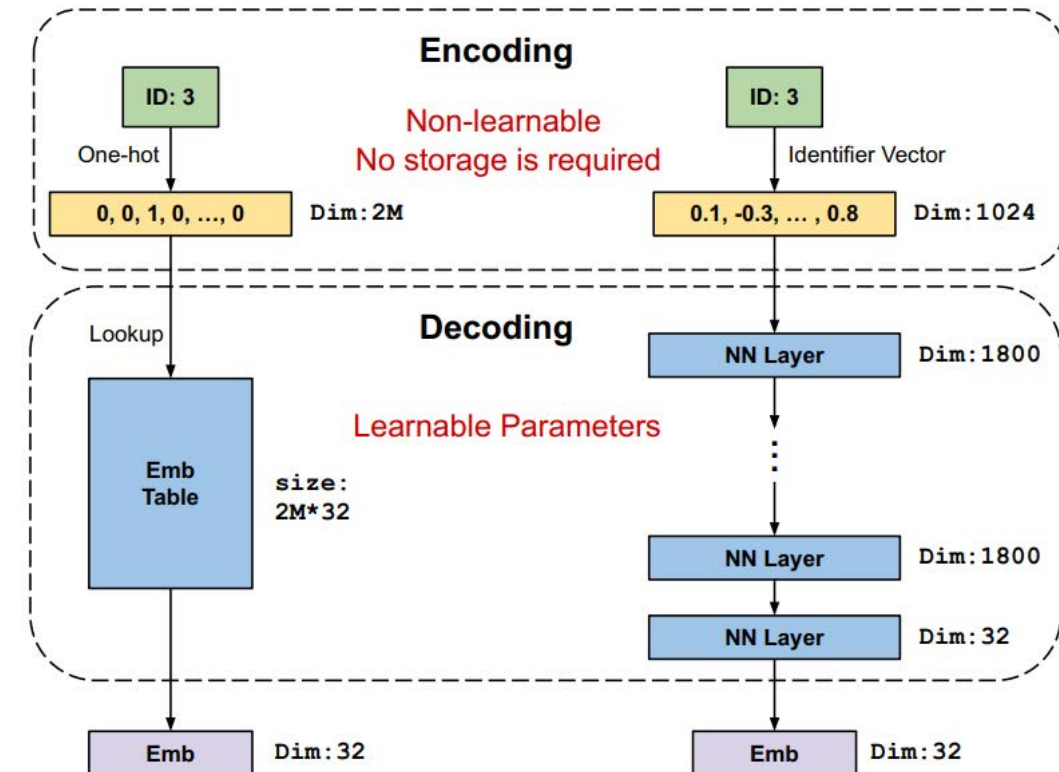 Encoding
ID: 3
ID: 3
Non-learnable
No storage is required
One-hot
Identifier Vector
0, 0, 1, 0, …, 0
Dim:2M
0.1, -0.3, … , 0.8
Dim:1024
Decoding
Lookup
NN Layer
Dim:1800
Learnable Parameters
Emb
Table
size:
2M*32
NN Layer
Dim:1800
NN Layer
Dim:32
Emb
Dim:32
Emb
Dim:32